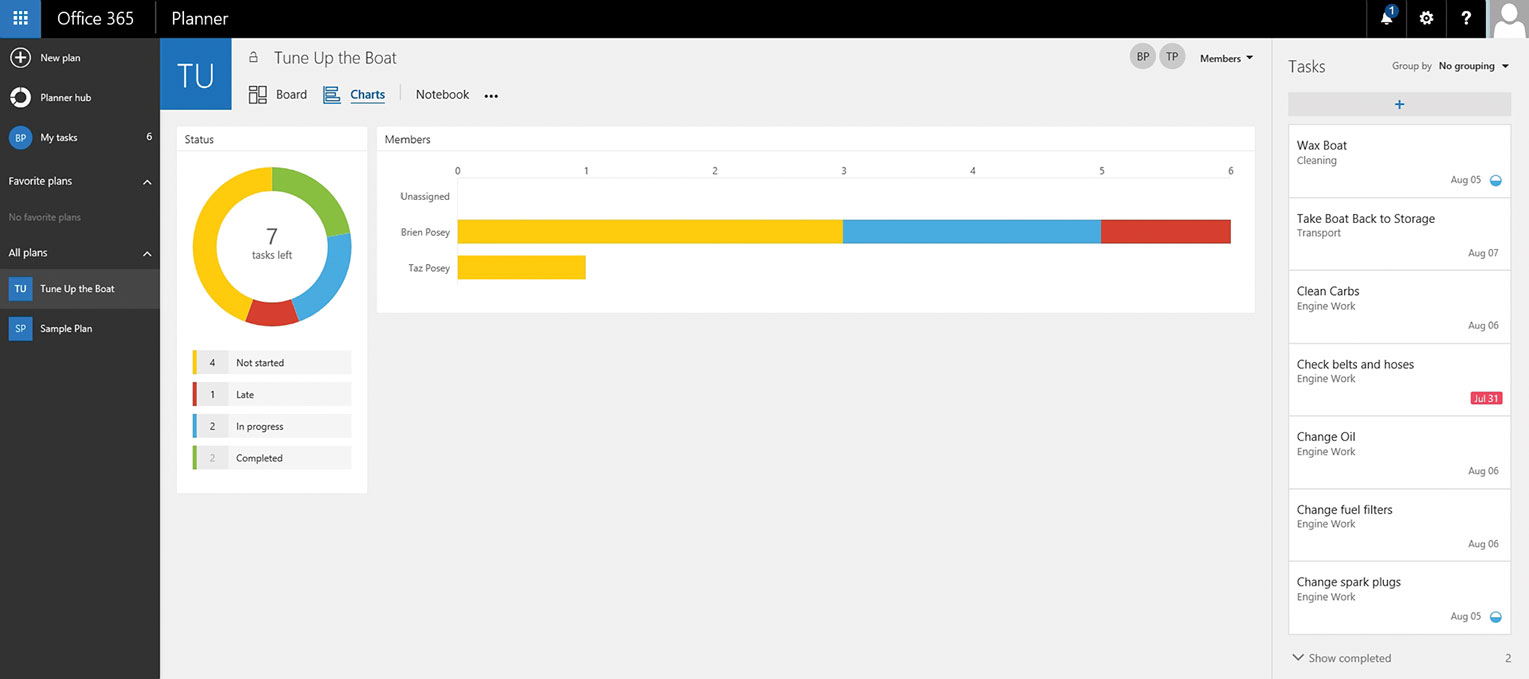 Office 365
Planner
1
?
New plan
Planner hub
BP My tasks 6
Favorite plans
No favorite plans
All plans
TU Tune Up the Boat
SP Sample Plan
TU
Tune Up the Boat
BP TP Members
Board Charts Notebook ...
Status
7
tasks left
4 Not started
1 Late
2 In progress
2 Completed
Members
0 1 2 3 4 5 6
Unassigned
Brien Posey
Taz Posey
Tasks Group by No grouping
+
Wax Boat
Cleaning
Aug 05
Take Boat Back to Storage
Transport
Aug 07
Clean Carbs
Engine Work
Aug 06
Check belts and hoses
Engine Work
Jul 31
Change Oil
Engine Work
Aug 06
Change fuel filters
Engine Work
Aug 06
Change spark plugs
Engine Work
Aug 05
Show completed 2